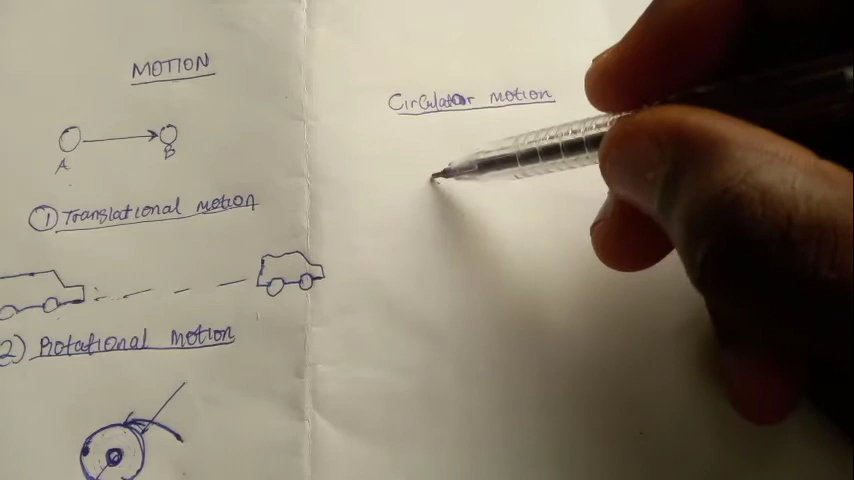 MOTION
A B
1 Translational motion
2) Rotational motion
Circulator motion